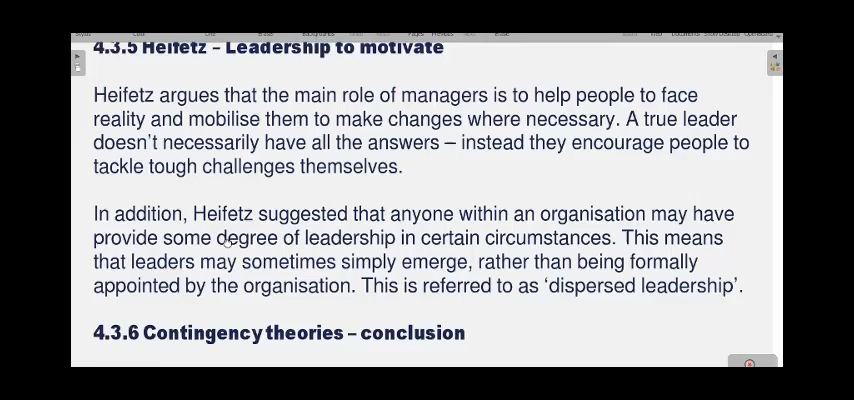 4.3.5 Heifetz – Leadership to motivate
Heifetz argues that the main role of managers is to help people to face
reality and mobilise them to make changes where necessary. A true leader
doesn't necessarily have all the answers – instead they encourage people to
tackle tough challenges themselves.
In addition, Heifetz suggested that anyone within an organisation may have
provide some degree of leadership in certain circumstances. This means
that leaders may sometimes simply emerge, rather than being formally
appointed by the organisation. This is referred to as ‘dispersed leadership’.
4.3.6 Contingency theories – conclusion